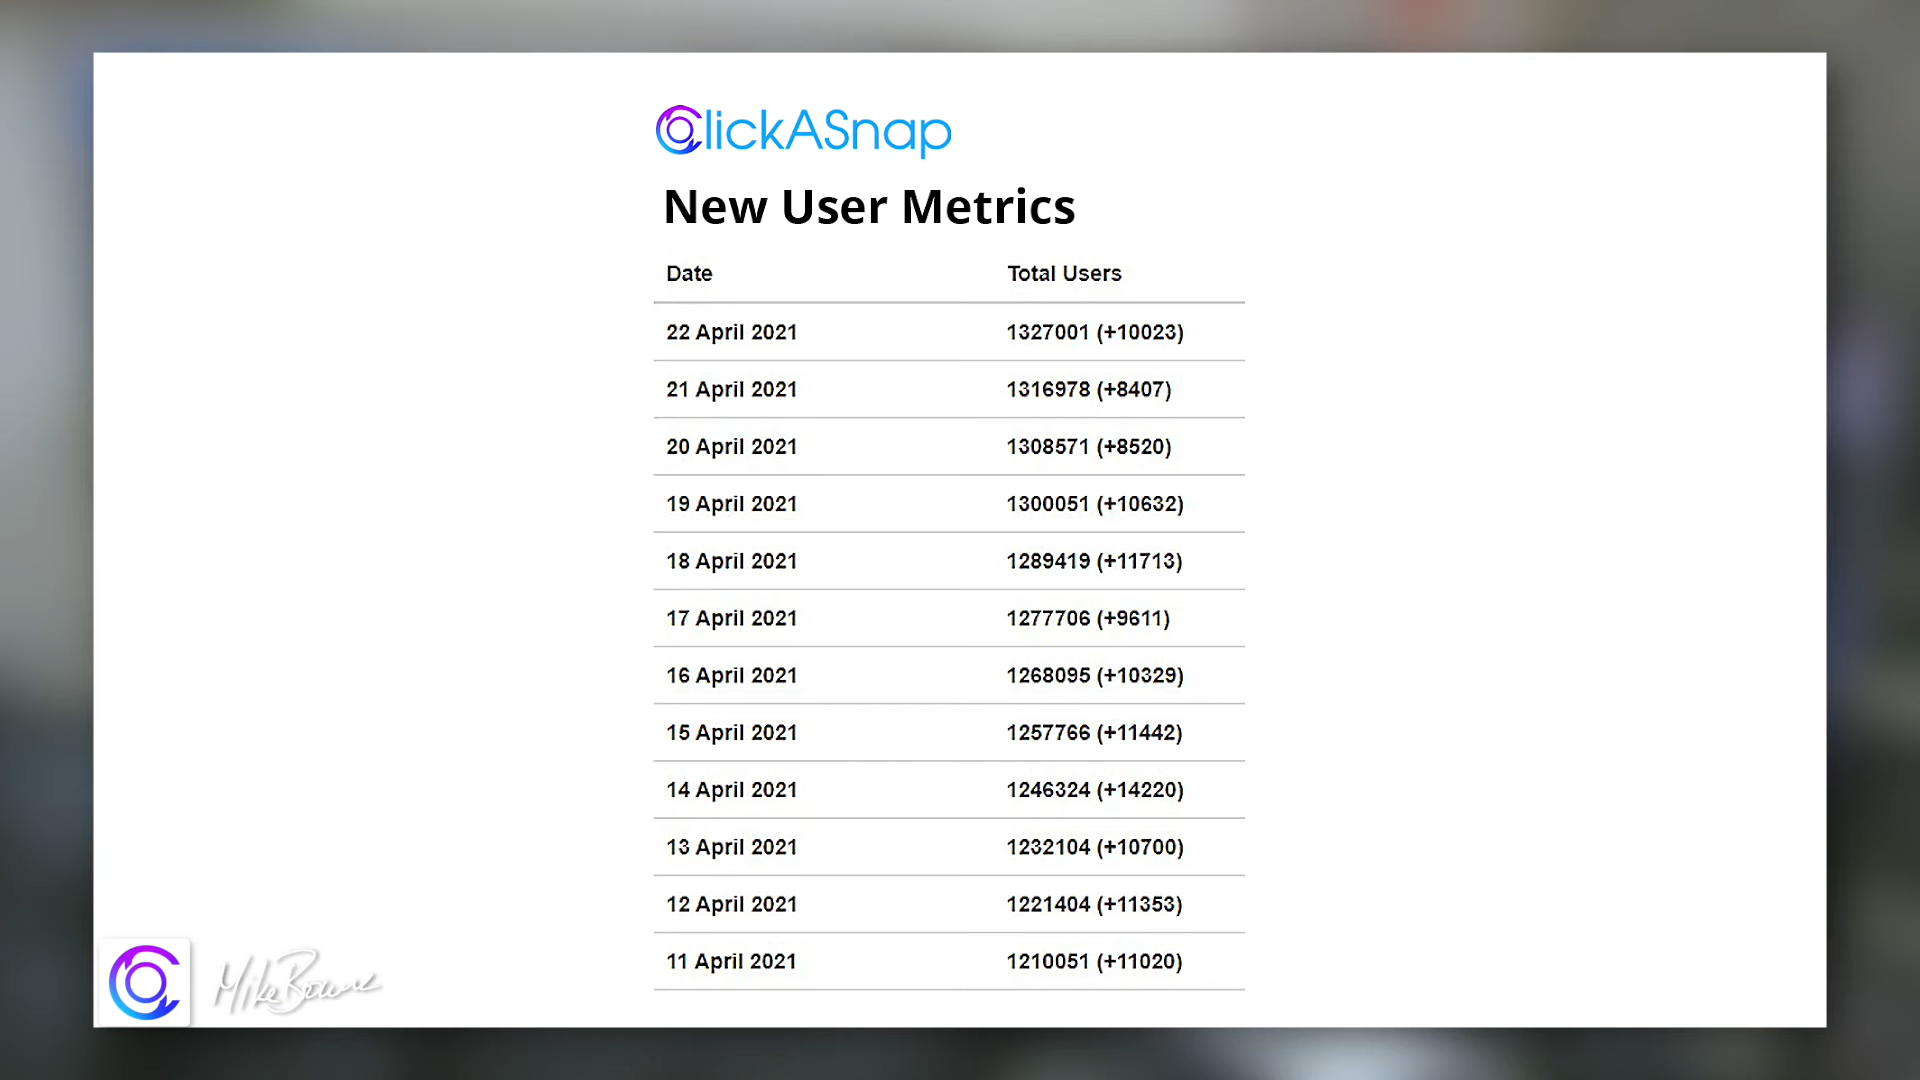 ClickASnap
New User Metrics
Date Total Users
22 April 2021 1327001 (+10023)
21 April 2021 1316978 (+8407)
20 April 2021 1308571 (+8520)
19 April 2021 1300051 (+10632)
18 April 2021 1289419 (+11713)
17 April 2021 1277706 (+9611)
16 April 2021 1268095 (+10329)
15 April 2021 1257766 (+11442)
14 April 2021 1246324 (+14220)
13 April 2021 1232104 (+10700)
12 April 2021 1221404 (+11353)
11 April 2021 1210051 (+11020)
Mike Browne